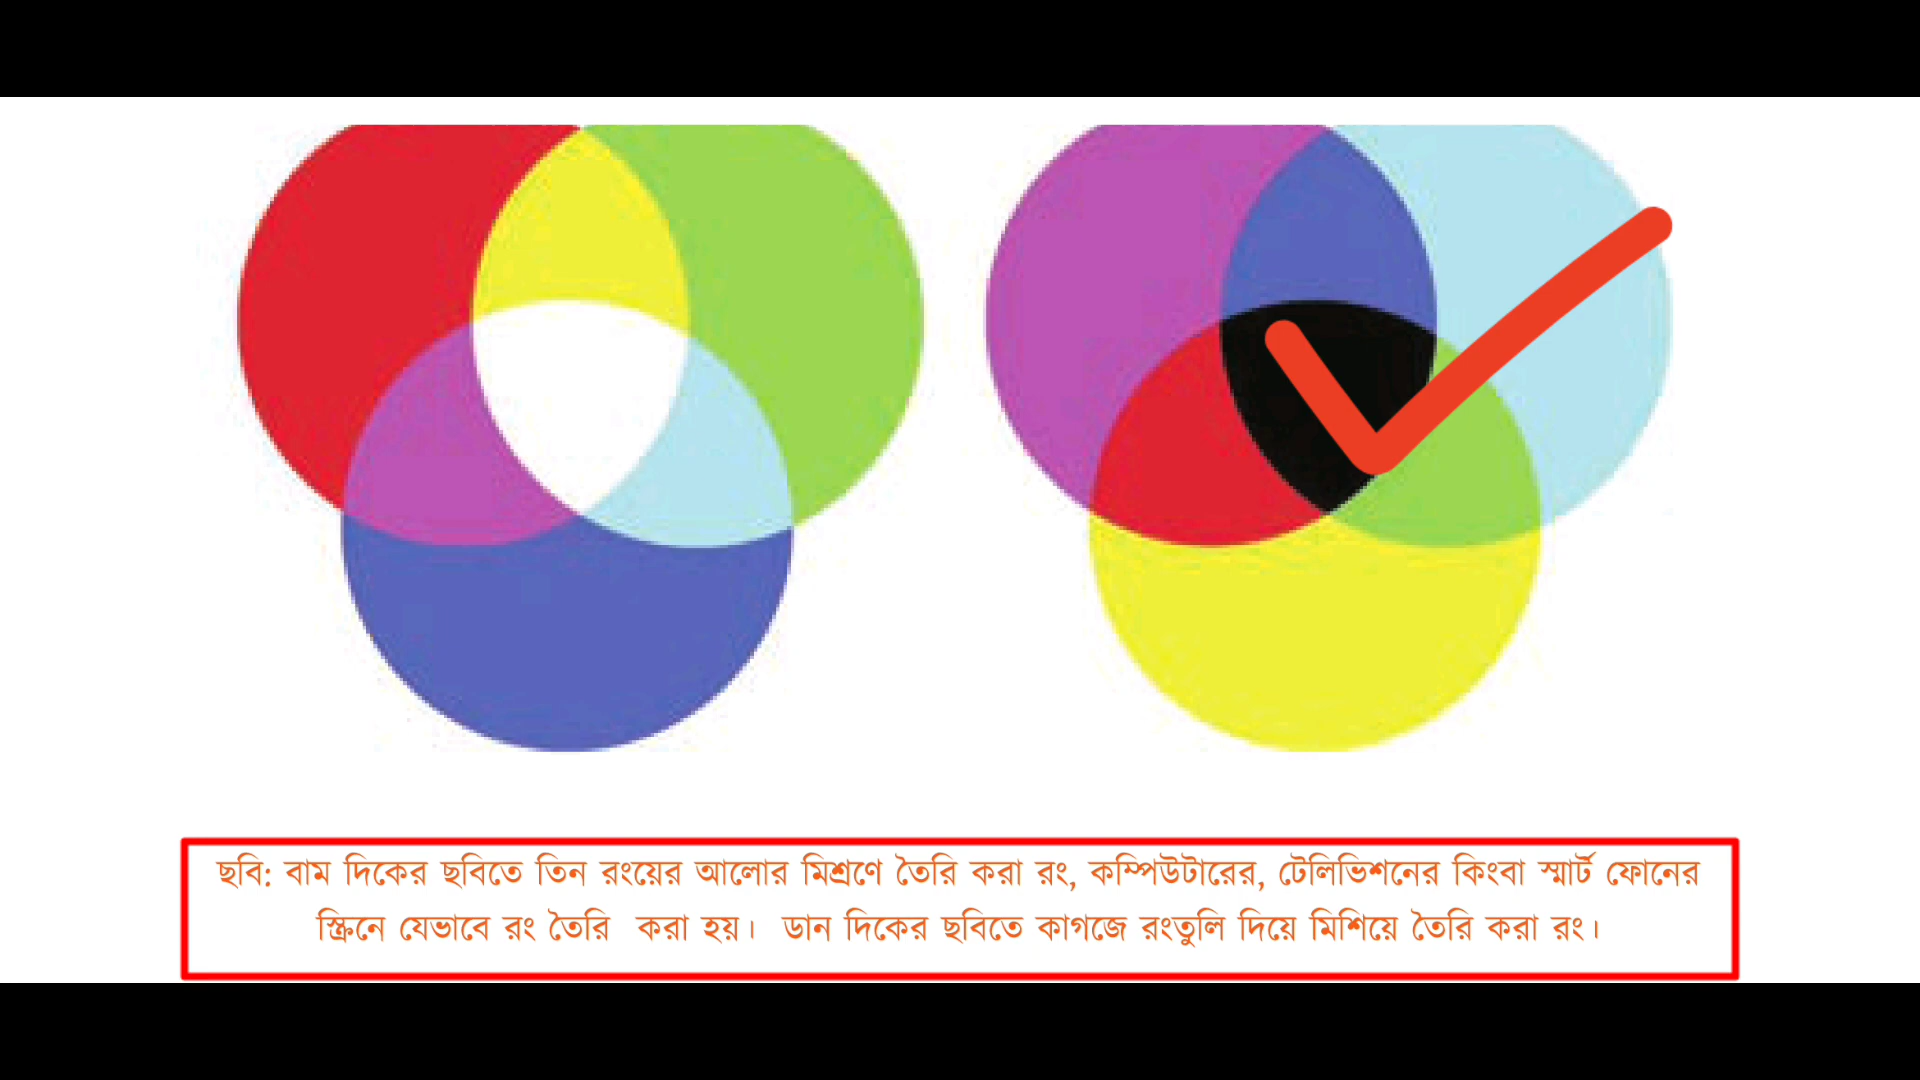 ছবি: বাম দিকের ছবিতে তিন রংয়ের আলোর মিশ্রণে তৈরি করা রং, কম্পিউটারের, টেলিভিশনের কিংবা স্মার্ট ফোনের
স্ক্রিনে যেভাবে রং তৈরি করা হয়। ডান দিকের ছবিতে কাগজে রংতুলি দিয়ে মিশিয়ে তৈরি করা রং।